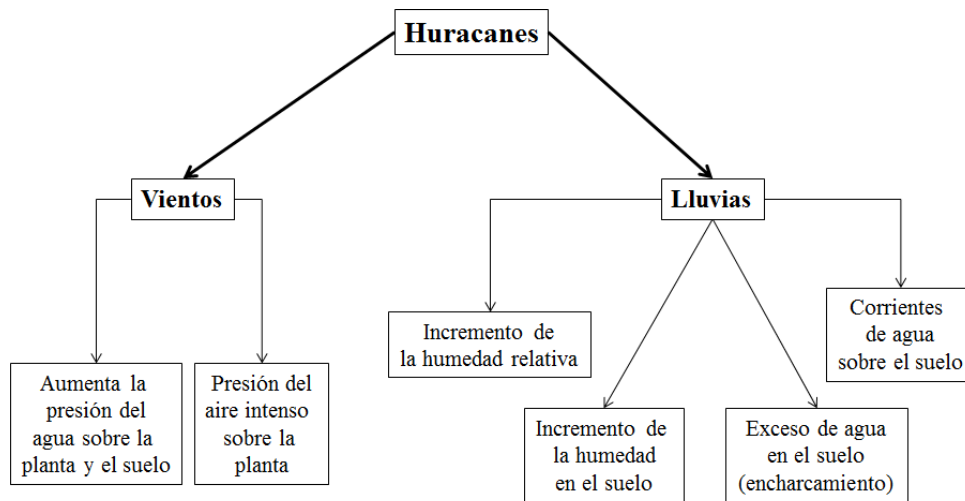 Huracanes
Vientos
Lluvias
Aumenta la
presión del
agua sobre la
planta y el suelo
Presión del
aire intenso
sobre la
planta
Incremento de
la humedad relativa
Incremento de
la humedad
en el suelo
Exceso de agua
en el suelo
(encharcamiento)
Corrientes
de agua
sobre el suelo